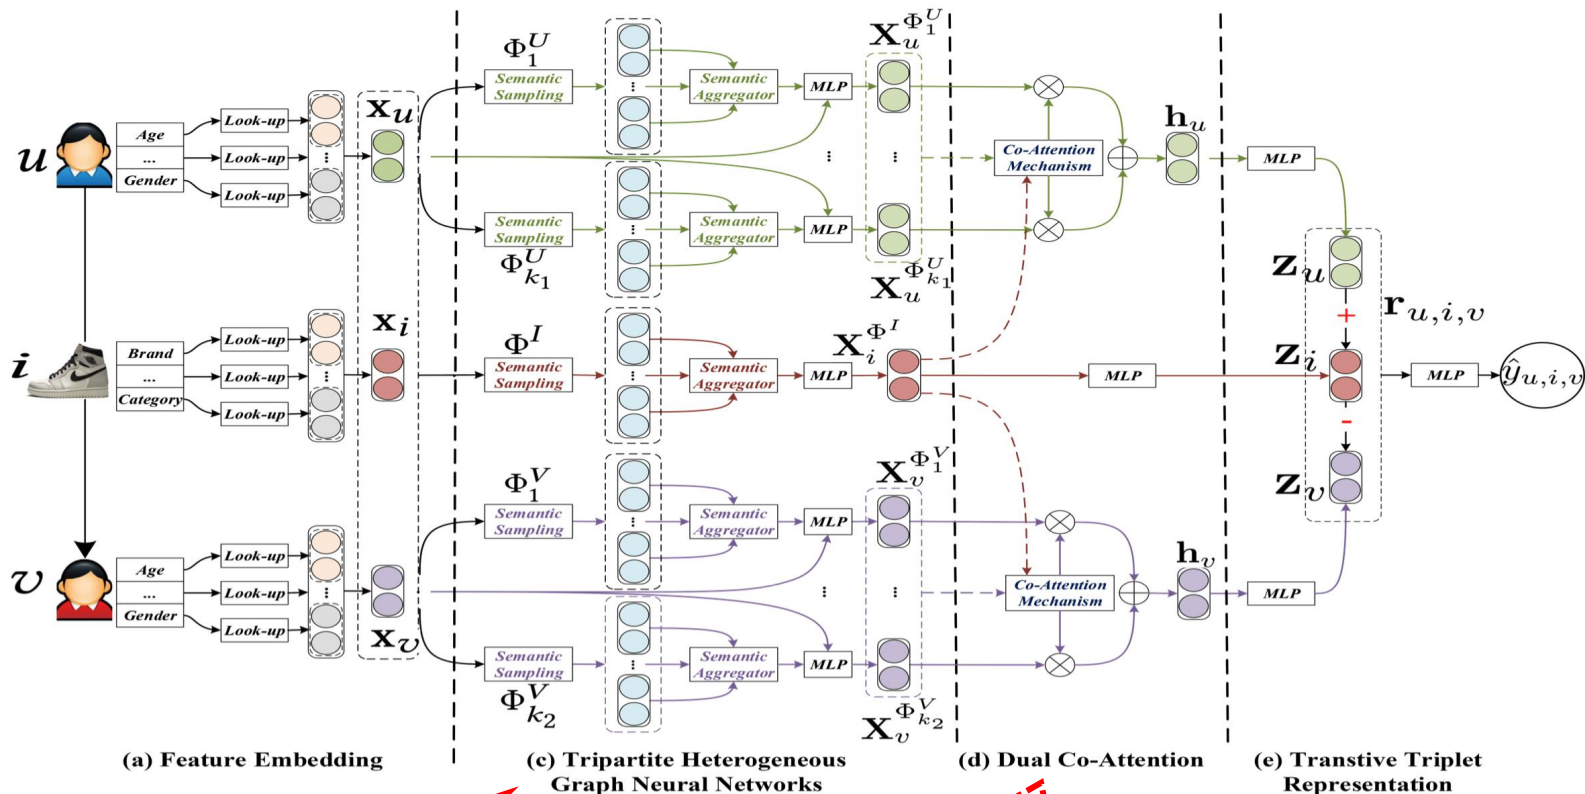 u
Age
...
Gender
Look-up
Look-up
Look-up
x_u
Φ_1^U
Semantic Sampling
Semantic Aggregator
MLP
X_u^{Φ_1^U}
Semantic Sampling
Φ_{k_1}^U
Semantic Aggregator
MLP
X_u^{Φ_{k_1}^U}
Co-Attention Mechanism
h_u
MLP
z_u
+
r_{u,i,v}
i
Brand
...
Category
Look-up
Look-up
Look-up
x_i
Φ^I
Semantic Sampling
Semantic Aggregator
MLP
X_i^{Φ^I}
MLP
z_i
MLP
ŷ_{u,i,v}
-
z_v
v
Age
...
Gender
Look-up
Look-up
Look-up
x_v
Φ_1^V
Semantic Sampling
Semantic Aggregator
MLP
X_v^{Φ_1^V}
Semantic Sampling
Φ_{k_2}^V
Semantic Aggregator
MLP
X_v^{Φ_{k_2}^V}
Co-Attention Mechanism
h_v
MLP
(a) Feature Embedding
(c) Tripartite Heterogeneous
Graph Neural Networks
(d) Dual Co-Attention
(e) Transtive Triplet
Representation